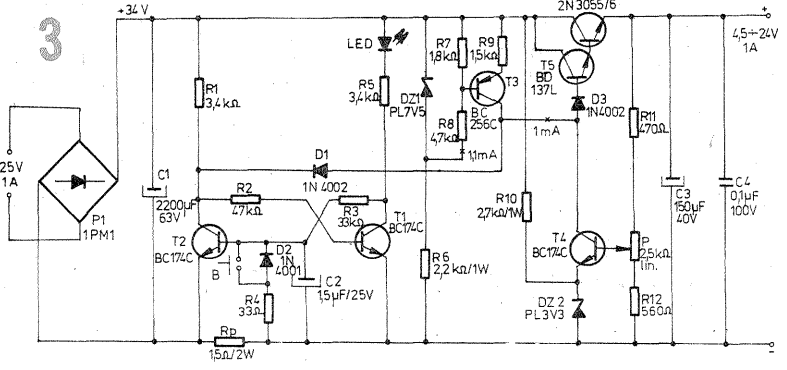 3
+34V
2N 3055/6
+
4,5÷24V
1A
LED
R7
1,8kΩ
R9
1,5kΩ
T5
BD
137L
R1
3,4kΩ
R5
3,4kΩ
DZ1
PL7V5
T3
BC
256C
D3
1N4002
R11
470Ω
R8
4,7kΩ
1mA
1,1mA
25V
1A
D1
1N 4002
C1
2200µF
63V
R2
47kΩ
R3
33kΩ
T1
BC174C
R10
2,7kΩ/1W
C3
150µF
40V
C4
0,1µF
100V
P1
1PM1
T2
BC174C
B
D2
1N
4001
C2
1,5µF/25V
R6
2,2kΩ/1W
T4
BC174C
P
2,5kΩ
lin.
R4
33Ω
DZ2
PL3V3
R12
560Ω
Rp
1,5Ω/2W
-